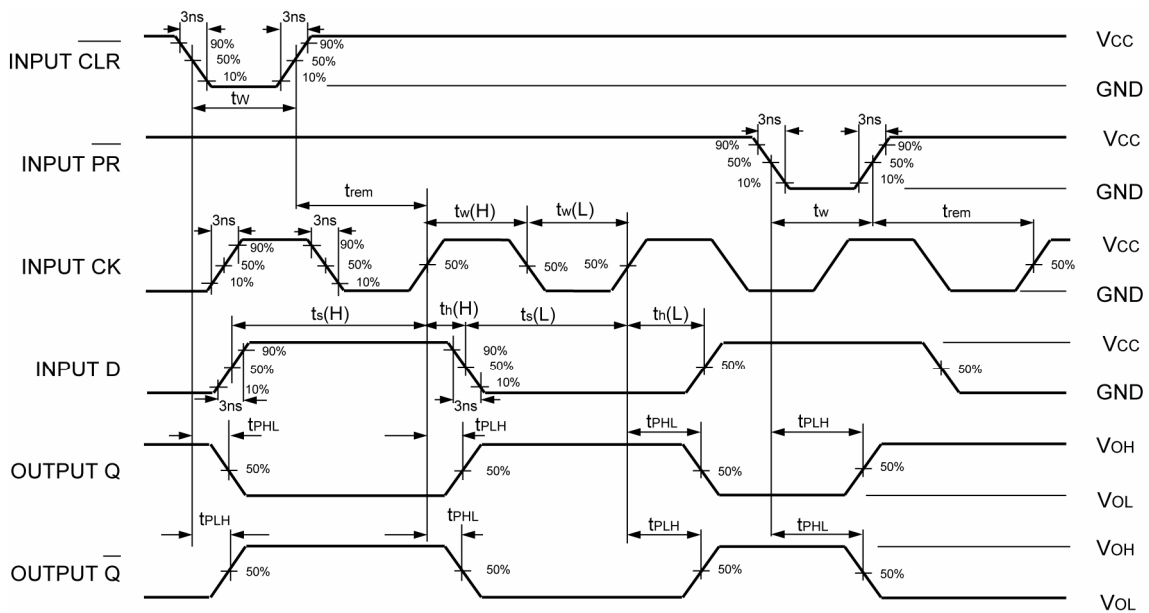 3ns 3ns
INPUT CLR 90% 50% 10% 90% 50% 10% VCC
GND
tW
3ns 3ns
INPUT PR 90% 50% 10% 90% 50% 10% VCC
GND
trem tw(H) tw(L) tw trem
3ns 3ns
INPUT CK 90% 50% 10% 90% 50% 10% 50% 50% 50% 50% VCC
GND
ts(H) th(H) ts(L) th(L)
INPUT D 90% 50% 10% 90% 50% 10% 50% 50% VCC
GND
3ns 3ns
tPHL tPLH tPHL tPLH
OUTPUT Q 50% 50% 50% 50% VOH
VOL
tPLH tPHL tPLH tPHL
OUTPUT Q 50% 50% 50% 50% VOH
VOL